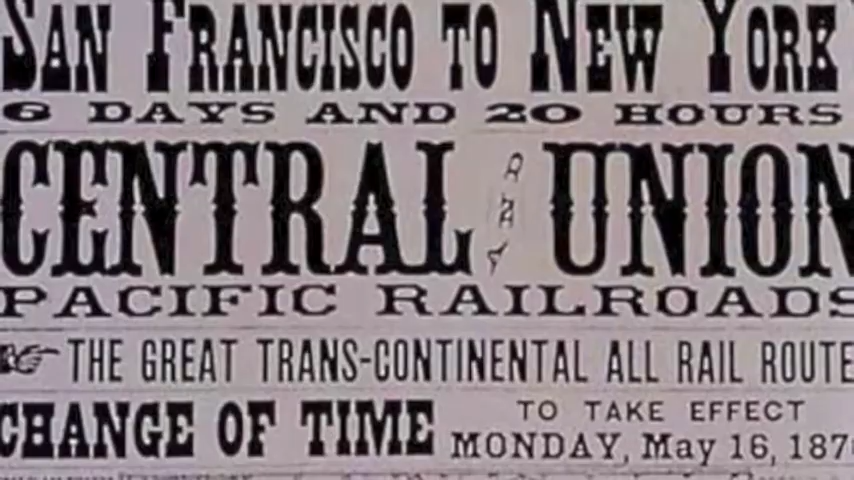 San Francisco to New York
6 DAYS AND 20 HOURS
CENTRAL AND UNION
PACIFIC RAILROADS
THE GREAT TRANS-CONTINENTAL ALL RAIL ROUTE
CHANGE OF TIME TO TAKE EFFECT
MONDAY, May 16, 187